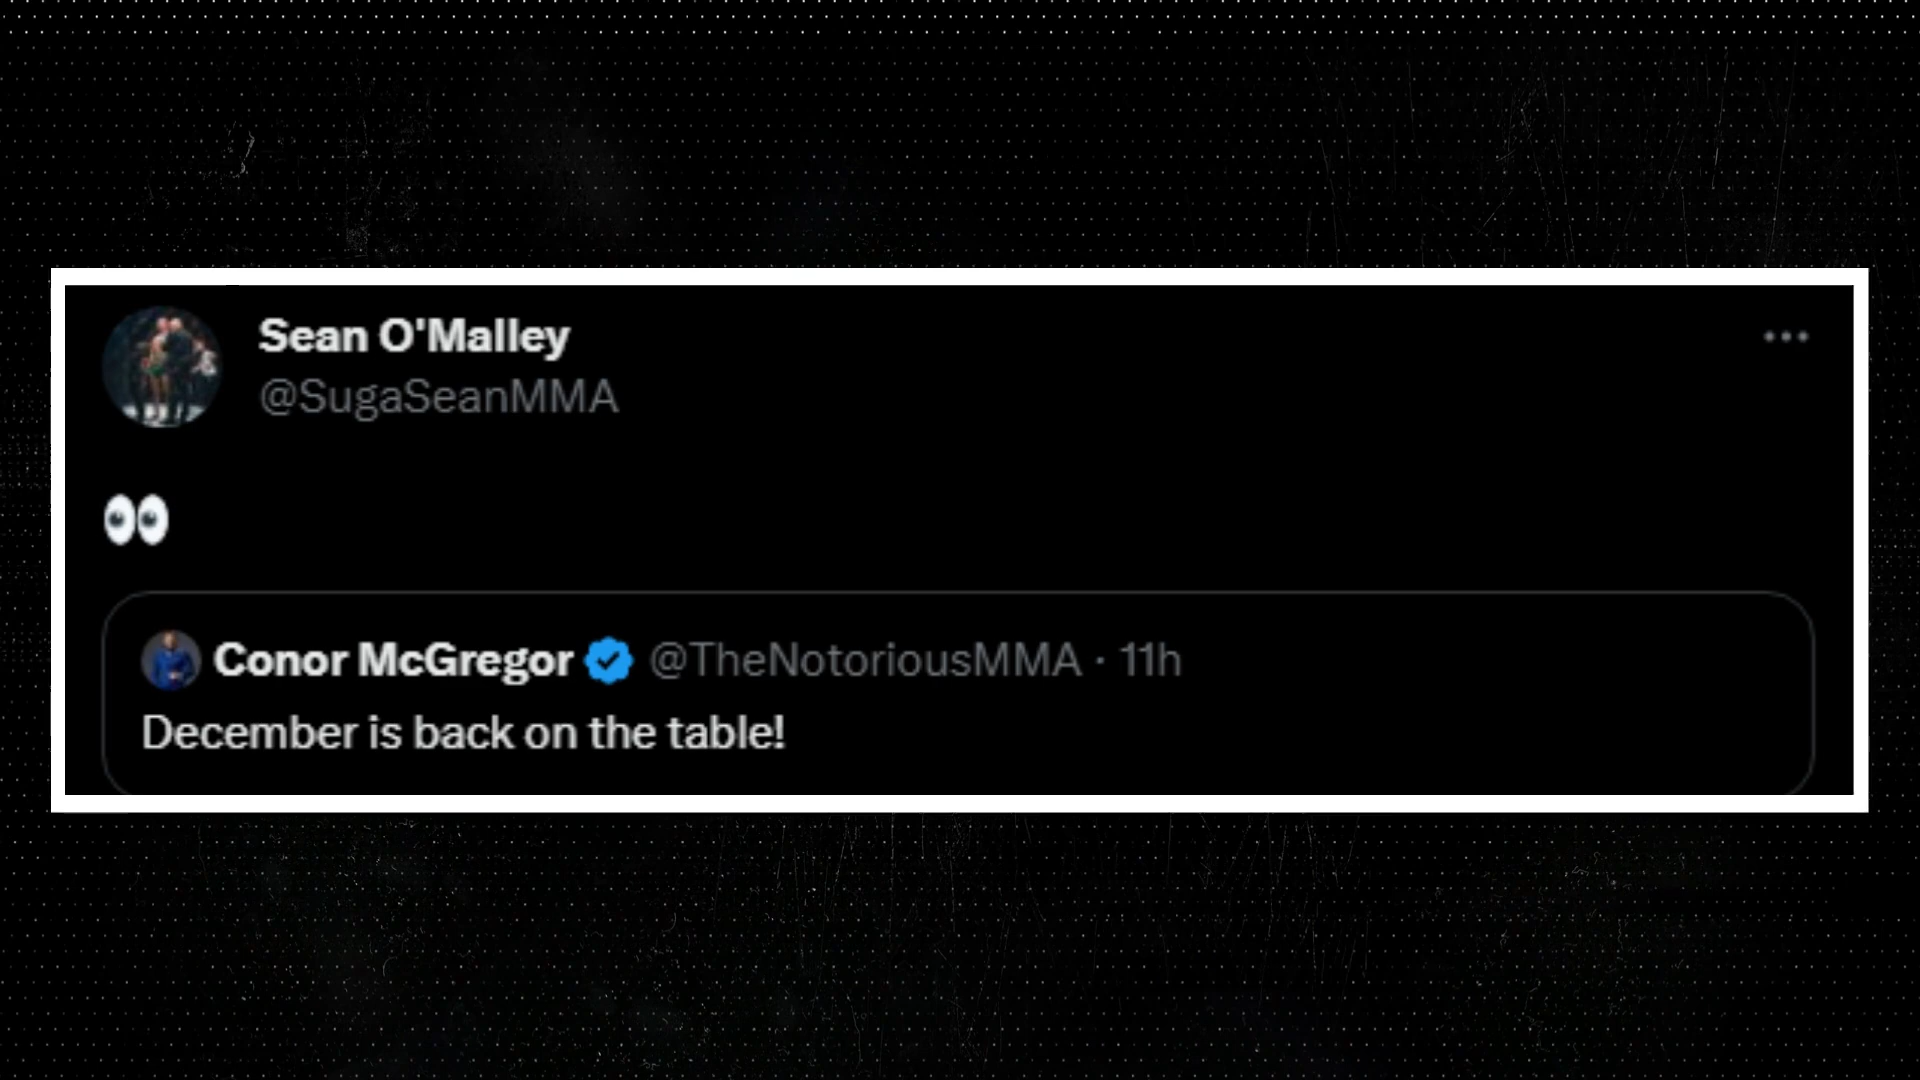 Sean O'Malley
@SugaSeanMMA
👀
Conor McGregor @TheNotoriousMMA · 11h
December is back on the table!